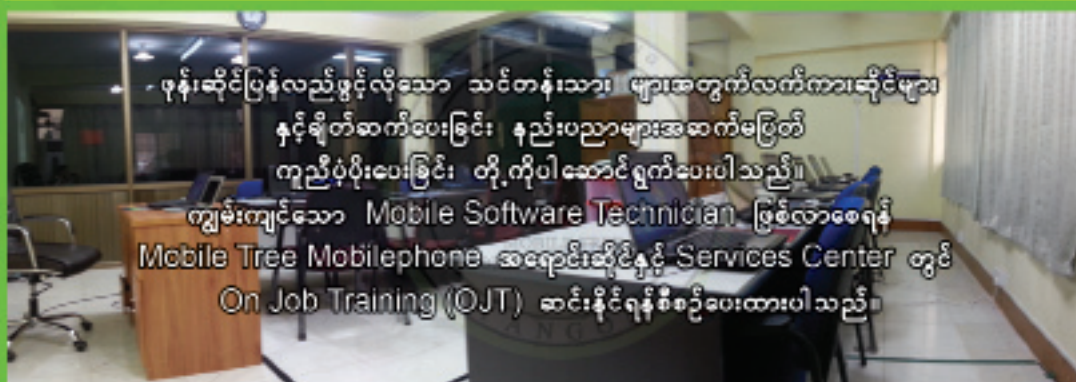 ဖုန်းဆိုင်ပြန်လည်ဖွင့်လိုသော သင်တန်းသား များအတွက်လက်ကားဆိုင်များ
နှင့်ချိတ်ဆက်ပေးခြင်း နည်းပညာများအဆက်မပြတ်
ကူညီပံ့ပိုးပေးခြင်း တို့ကိုပါဆောင်ရွက်ပေးပါသည်။
ကျွမ်းကျင်သော Mobile Software Technician ဖြစ်လာစေရန်
Mobile Tree Mobilephone အရောင်းဆိုင်နှင့် Services Center တွင်
On Job Training (OJT) ဆင်းနိုင်ရန်စီစဉ်ပေးထားပါသည်။